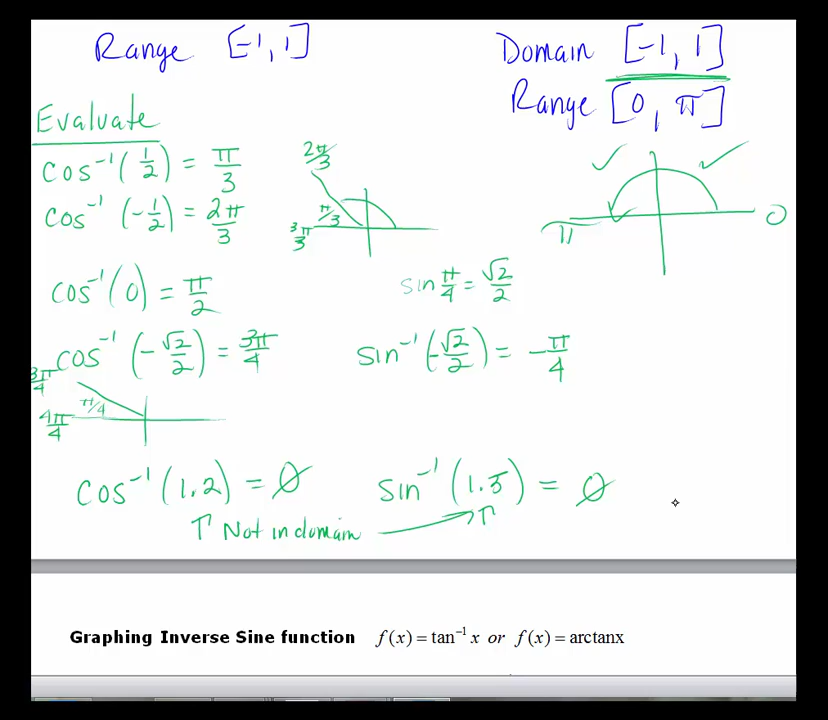 Range [-1, 1]
Domain [-1, 1]
Range [0, π]
Evaluate
cos⁻¹(1/2) = π/3
2π/3
π/3
3π/3
cos⁻¹(-1/2) = 2π/3
π
0
cos⁻¹(0) = π/2
sin π/4 = √2/2
cos⁻¹(-√2/2) = 3π/4
sin⁻¹(-√2/2) = -π/4
3π/4
π/4
4π/4
cos⁻¹(1.2) = ∅
sin⁻¹(1.5) = ∅
↑ Not in domain → ↑
Graphing Inverse Sine function f(x) = tan⁻¹ x or f(x) = arctanx